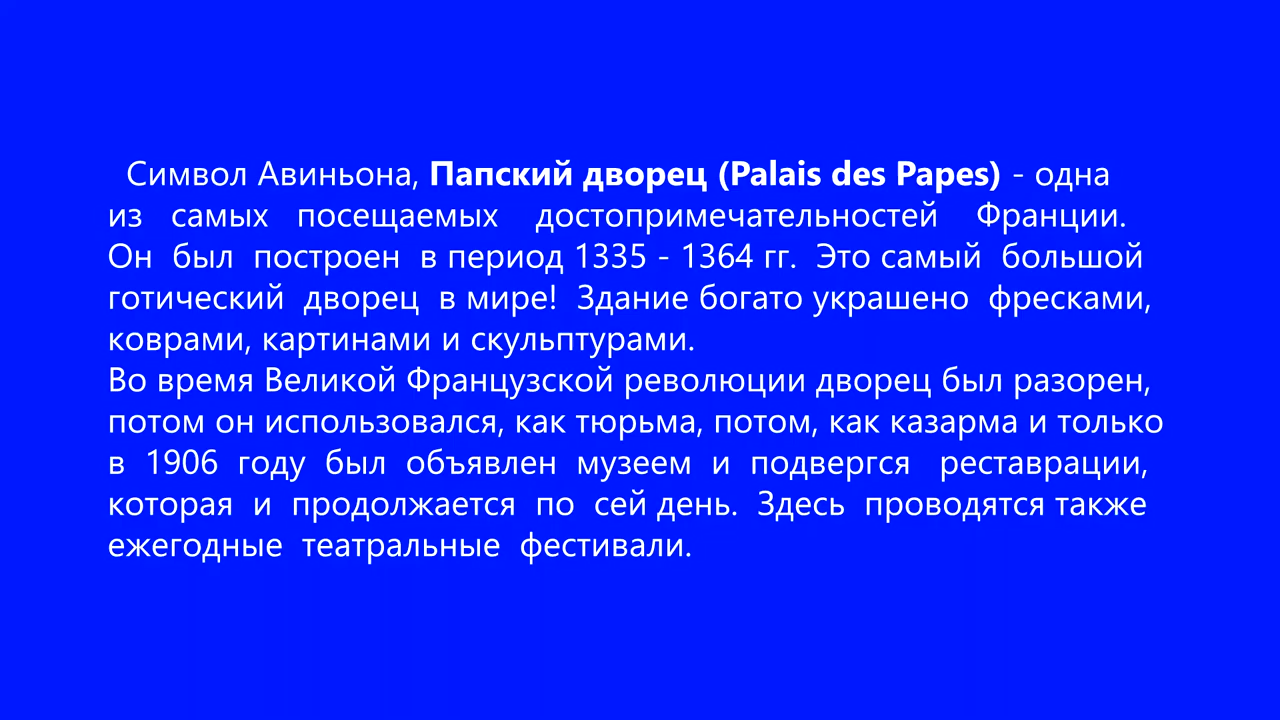 Символ Авиньона, Папский дворец (Palais des Papes) - одна
из самых посещаемых достопримечательностей Франции.
Он был построен в период 1335 - 1364 гг. Это самый большой
готический дворец в мире! Здание богато украшено фресками,
коврами, картинами и скульптурами.
Во время Великой Французской революции дворец был разорен,
потом он использовался, как тюрьма, потом, как казарма и только
в 1906 году был объявлен музеем и подвергся реставрации,
которая и продолжается по сей день. Здесь проводятся также
ежегодные театральные фестивали.